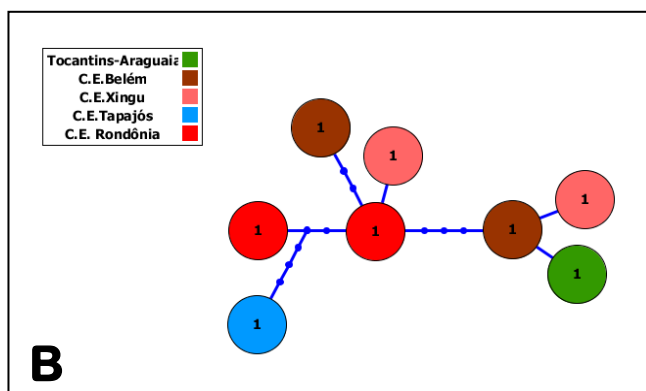 Tocantins-Araguaia
C.E.Belém
C.E.Xingu
C.E.Tapajós
C.E. Rondônia
1
1
1
1
1
1
1
1
B